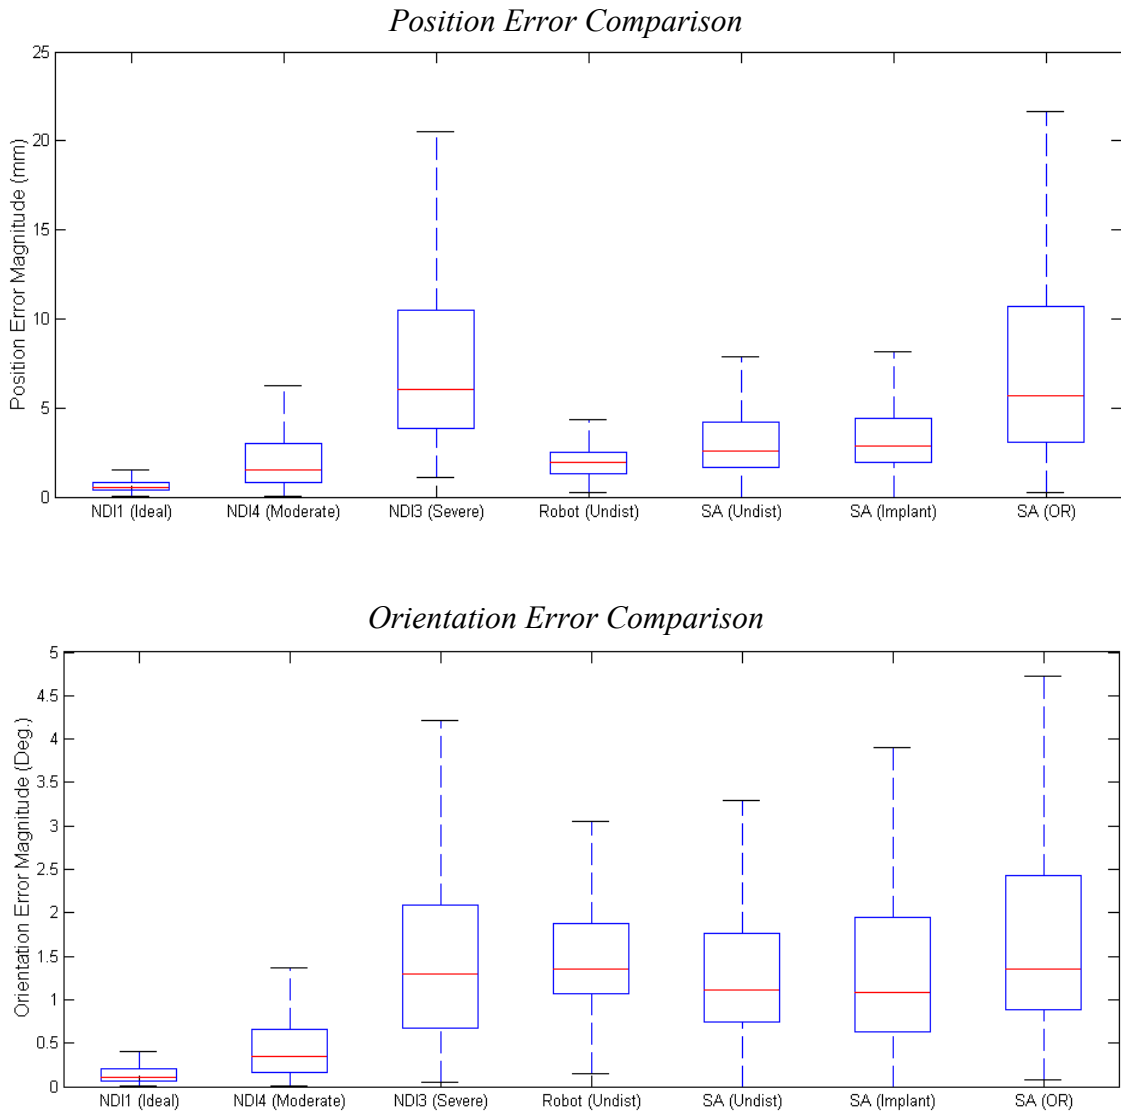 Position Error Comparison
25
20
15
10
5
0
Position Error Magnitude (mm)
NDI1 (Ideal) NDI4 (Moderate) NDI3 (Severe) Robot (Undist) SA (Undist) SA (Implant) SA (OR)
Orientation Error Comparison
5
4.5
4
3.5
3
2.5
2
1.5
1
0.5
0
Orientation Error Magnitude (Deg.)
NDI1 (Ideal) NDI4 (Moderate) NDI3 (Severe) Robot (Undist) SA (Undist) SA (Implant) SA (OR)